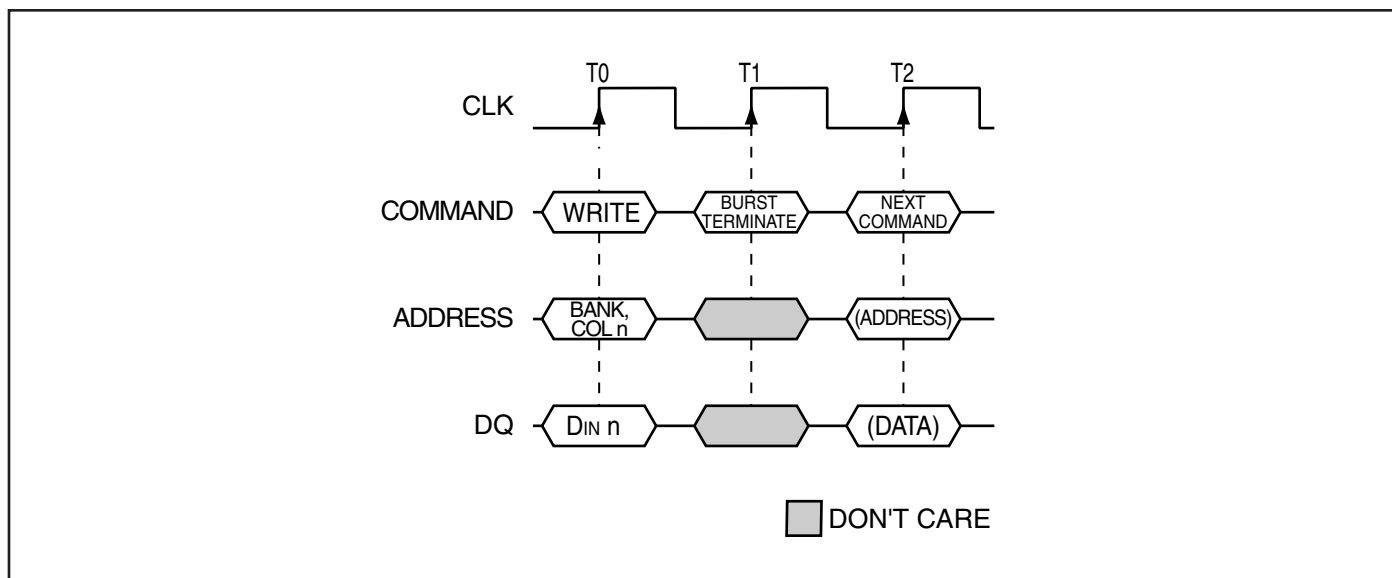 T0 T1 T2
CLK
COMMAND WRITE BURST TERMINATE NEXT COMMAND
ADDRESS BANK, COL n (ADDRESS)
DQ DIN n (DATA)
DON'T CARE